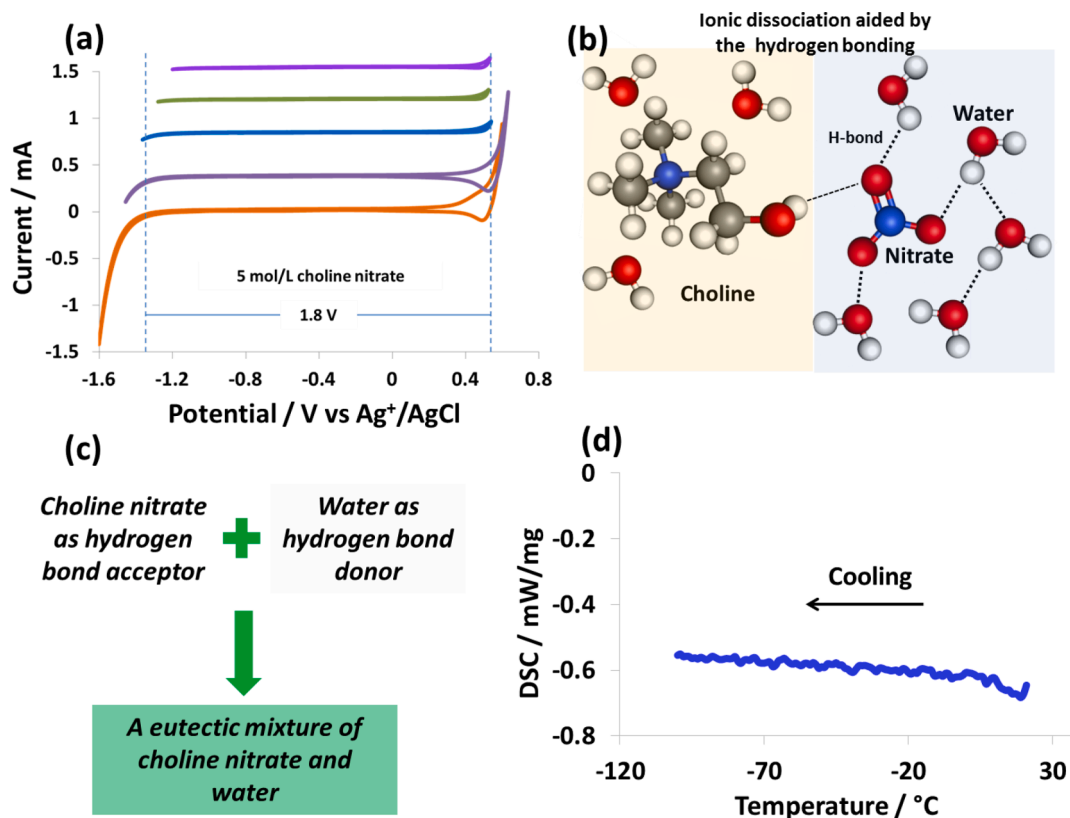 (a)
1.5
1
0.5
0
-0.5
-1
-1.5
Current / mA
5 mol/L choline nitrate
1.8 V
-1.6
-1.2
-0.8
-0.4
0
0.4
0.8
Potential / V vs Ag⁺/AgCl
(b)
Ionic dissociation aided by
the hydrogen bonding
Water
H-bond
Nitrate
Choline
(c)
Choline nitrate
as hydrogen
bond acceptor
Water as
hydrogen bond
donor
A eutectic mixture of
choline nitrate and
water
(d)
0
-0.2
-0.4
-0.6
-0.8
DSC / mW/mg
Cooling
-120
-70
-20
30
Temperature / °C